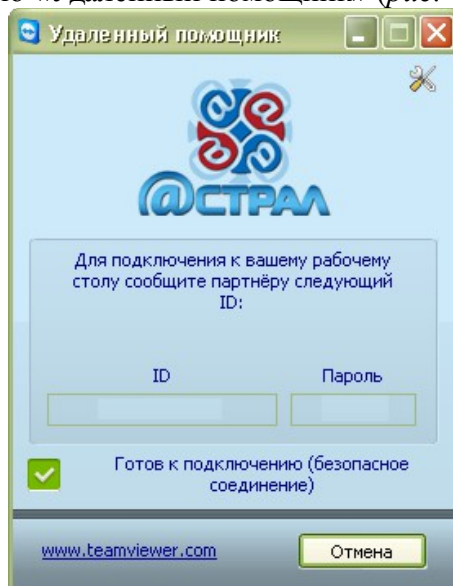 Удаленный помощник
@СТРАЛ
Для подключения к вашему рабочему
столу сообщите партнёру следующий
ID:
ID Пароль
Готов к подключению (безопасное
соединение)
www.teamviewer.com Отмена